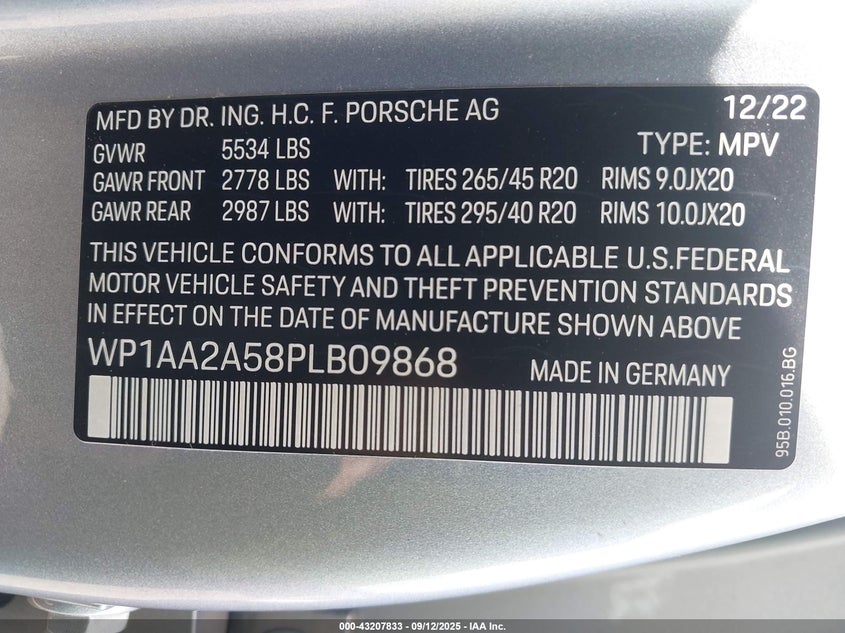 MFD BY DR. ING. H.C. F. PORSCHE AG 12/22
GVWR 5534 LBS TYPE: MPV
GAWR FRONT 2778 LBS WITH: TIRES 265/45 R20 RIMS 9.0JX20
GAWR REAR 2987 LBS WITH: TIRES 295/40 R20 RIMS 10.0JX20
THIS VEHICLE CONFORMS TO ALL APPLICABLE U.S.FEDERAL
MOTOR VEHICLE SAFETY AND THEFT PREVENTION STANDARDS
IN EFFECT ON THE DATE OF MANUFACTURE SHOWN ABOVE
WP1AA2A58PLB09868 MADE IN GERMANY
95B.010.016.BG
000-43207833 - 09/12/2025 - IAA Inc.